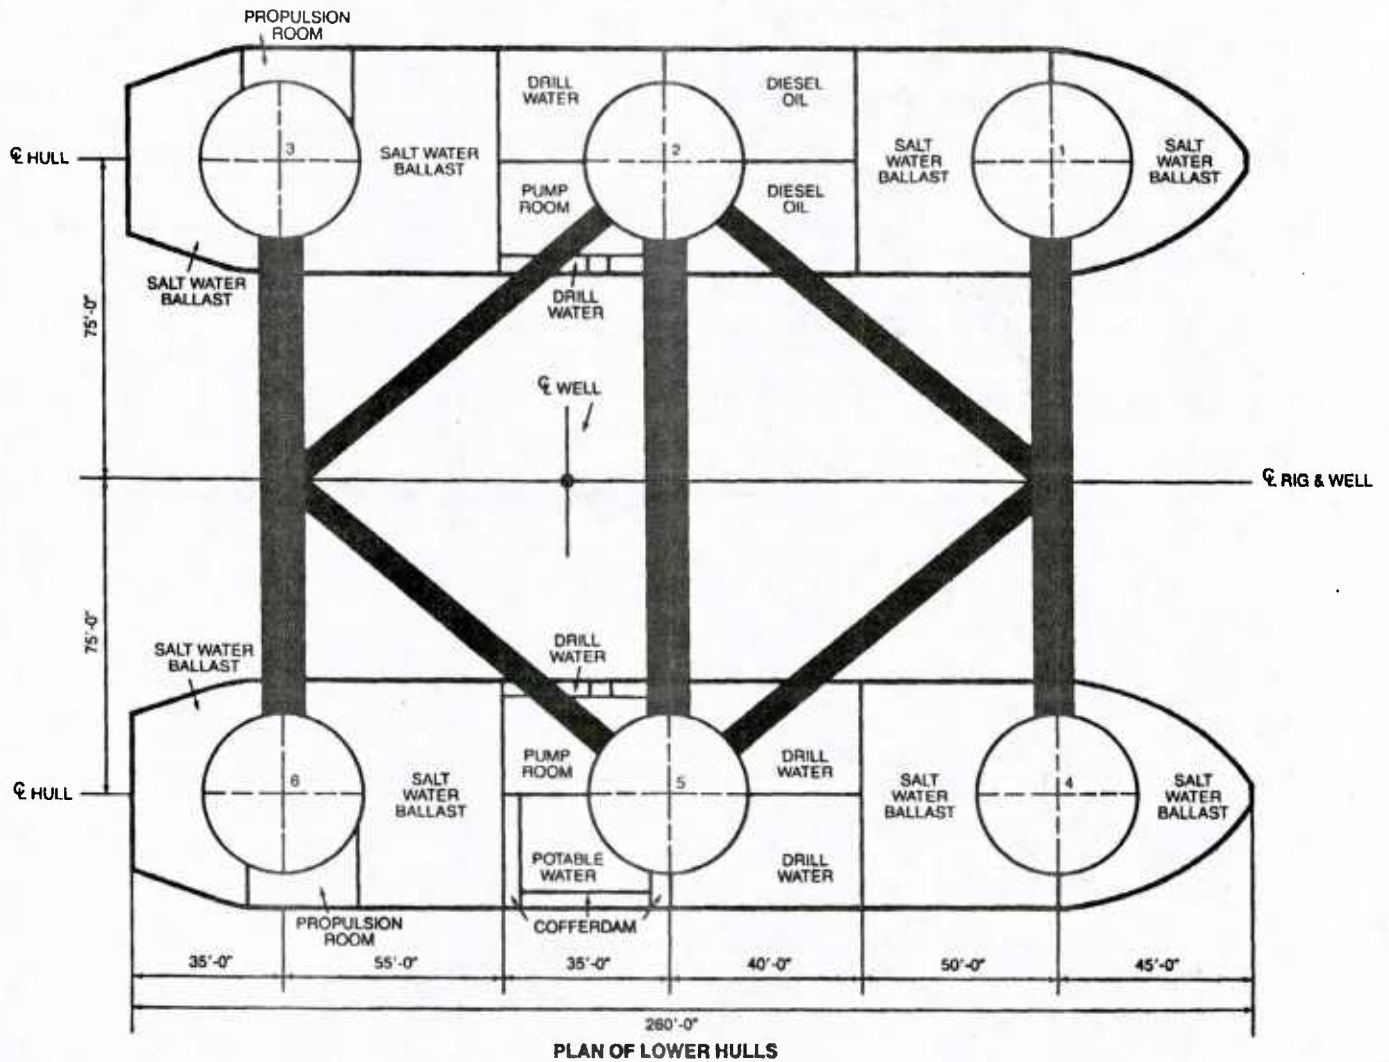 PROPULSION
ROOM
DRILL
WATER
DIESEL
OIL
℄ HULL
3
SALT WATER
BALLAST
2
SALT
WATER
BALLAST
1
SALT
WATER
BALLAST
PUMP
ROOM
DIESEL
OIL
SALT WATER
BALLAST
DRILL
WATER
75'-0"
℄ WELL
℄ RIG & WELL
75'-0"
SALT WATER
BALLAST
DRILL
WATER
PUMP
ROOM
DRILL
WATER
℄ HULL
6
SALT
WATER
BALLAST
5
SALT
WATER
BALLAST
4
SALT
WATER
BALLAST
POTABLE
WATER
DRILL
WATER
PROPULSION
ROOM
COFFERDAM
35'-0" 55'-0" 35'-0" 40'-0" 50'-0" 45'-0"
260'-0"
PLAN OF LOWER HULLS